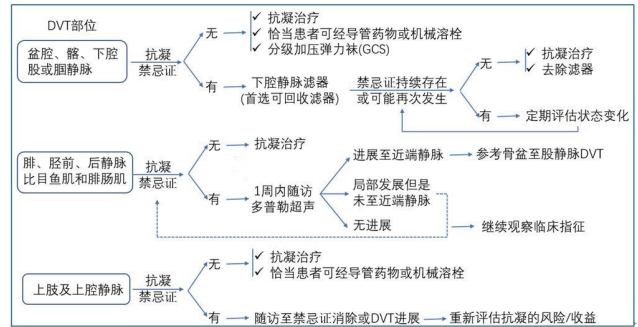 DVT部位
盆腔、髂、下腔
股或腘静脉
抗凝
禁忌证
无
✓ 抗凝治疗
✓ 恰当患者可经导管药物或机械溶栓
✓ 分级加压弹力袜(GCS)
有
下腔静脉滤器
(首选可回收滤器)
禁忌证持续存在
或可能再次发生
无
✓ 抗凝治疗
✓ 去除滤器
有
定期评估状态变化
腓、胫前、后静脉
比目鱼肌和腓肠肌
抗凝
禁忌证
无
抗凝治疗
有
1周内随访
多普勒超声
进展至近端静脉
参考骨盆至股静脉DVT
局部发展但是
未至近端静脉
无进展
继续观察临床指征
上肢及上腔静脉
抗凝
禁忌证
无
✓ 抗凝治疗
✓ 恰当患者可经导管药物或机械溶栓
有
随访至禁忌证消除或DVT进展
重新评估抗凝的风险/收益